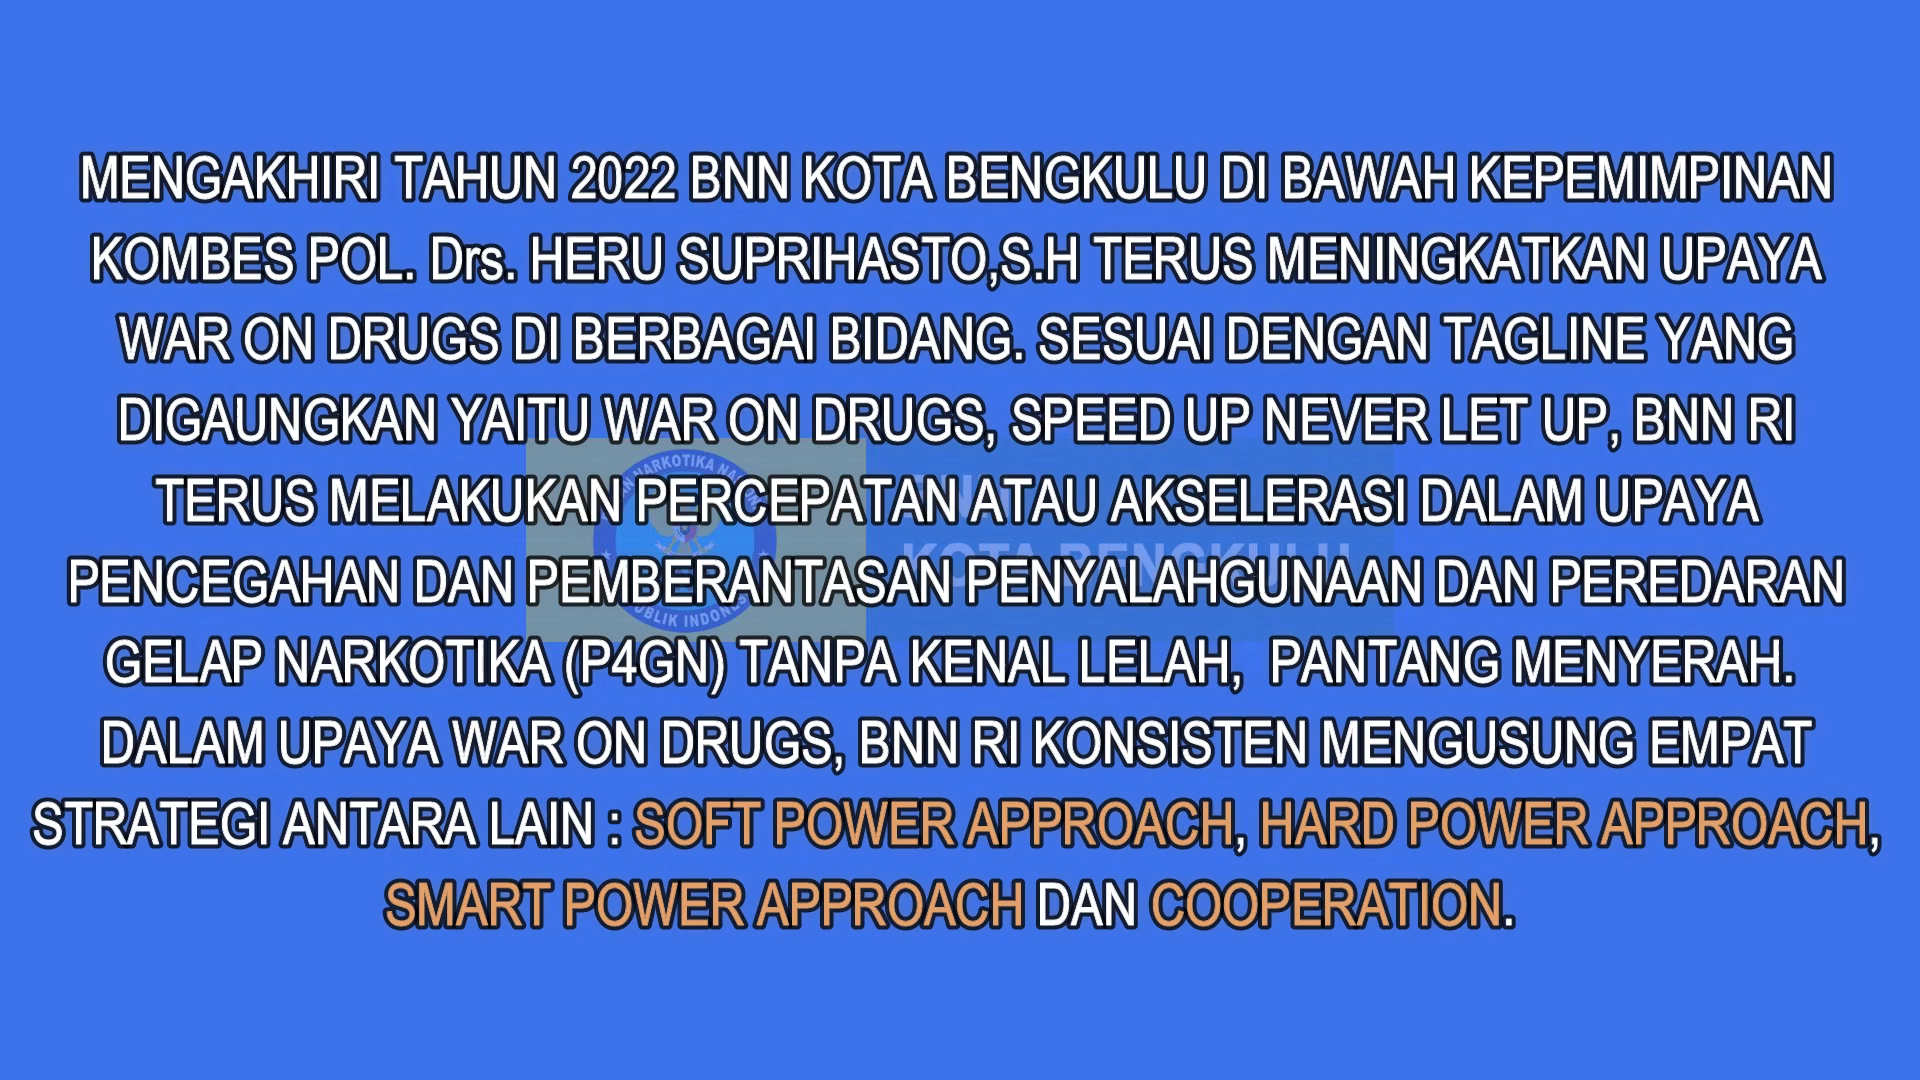 MENGAKHIRI TAHUN 2022 BNN KOTA BENGKULU DI BAWAH KEPEMIMPINAN
KOMBES POL. Drs. HERU SUPRIHASTO,S.H TERUS MENINGKATKAN UPAYA
WAR ON DRUGS DI BERBAGAI BIDANG. SESUAI DENGAN TAGLINE YANG
DIGAUNGKAN YAITU WAR ON DRUGS, SPEED UP NEVER LET UP, BNN RI
TERUS MELAKUKAN PERCEPATAN ATAU AKSELERASI DALAM UPAYA
PENCEGAHAN DAN PEMBERANTASAN PENYALAHGUNAAN DAN PEREDARAN
GELAP NARKOTIKA (P4GN) TANPA KENAL LELAH, PANTANG MENYERAH.
DALAM UPAYA WAR ON DRUGS, BNN RI KONSISTEN MENGUSUNG EMPAT
STRATEGI ANTARA LAIN : SOFT POWER APPROACH, HARD POWER APPROACH,
SMART POWER APPROACH DAN COOPERATION.
KOTA BENGKULU